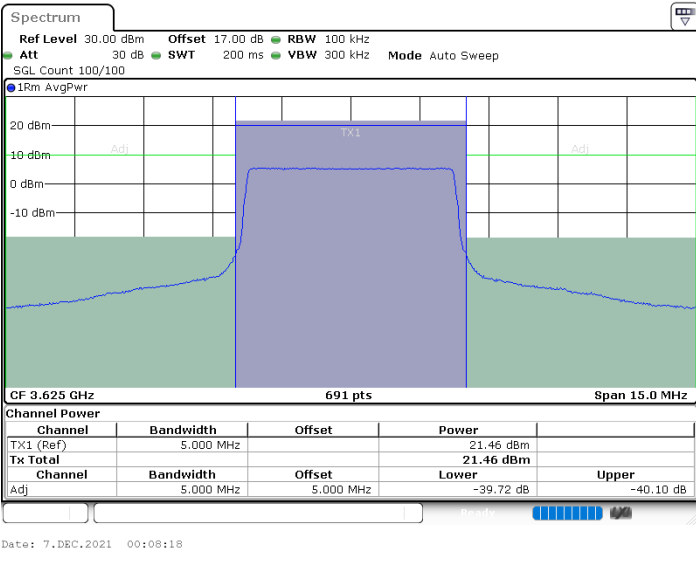 Spectrum
Ref Level 30.00 dBm Offset 17.00 dB RBW 100 kHz
Att 30 dB SWT 200 ms VBW 300 kHz Mode Auto Sweep
SGL Count 100/100
1Rm AvgPwr
20 dBm
TX1
Adj Adj
10 dBm
0 dBm
-10 dBm
CF 3.625 GHz 691 pts Span 15.0 MHz
Channel Power
Channel Bandwidth Offset Power
TX1 (Ref) 5.000 MHz 21.46 dBm
Tx Total 21.46 dBm
Channel Bandwidth Offset Lower Upper
Adj 5.000 MHz 5.000 MHz -39.72 dB -40.10 dB
Ready
Date: 7.DEC.2021 00:08:18